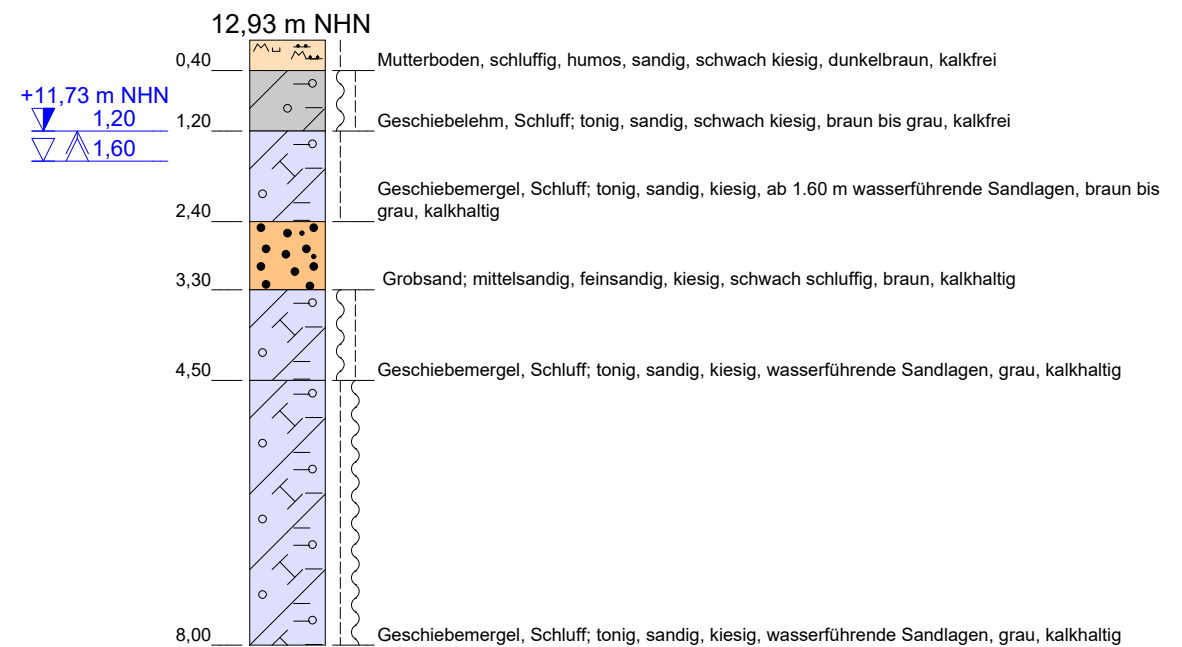 12,93 m NHN
0,40 Mutterboden, schluffig, humos, sandig, schwach kiesig, dunkelbraun, kalkfrei
+11,73 m NHN
1,20
1,20 Geschiebelehm, Schluff; tonig, sandig, schwach kiesig, braun bis grau, kalkfrei
1,60
Geschiebemergel, Schluff; tonig, sandig, kiesig, ab 1.60 m wasserführende Sandlagen, braun bis
2,40 grau, kalkhaltig
3,30 Grobsand; mittelsandig, feinsandig, kiesig, schwach schluffig, braun, kalkhaltig
4,50 Geschiebemergel, Schluff; tonig, sandig, kiesig, wasserführende Sandlagen, grau, kalkhaltig
8,00 Geschiebemergel, Schluff; tonig, sandig, kiesig, wasserführende Sandlagen, grau, kalkhaltig